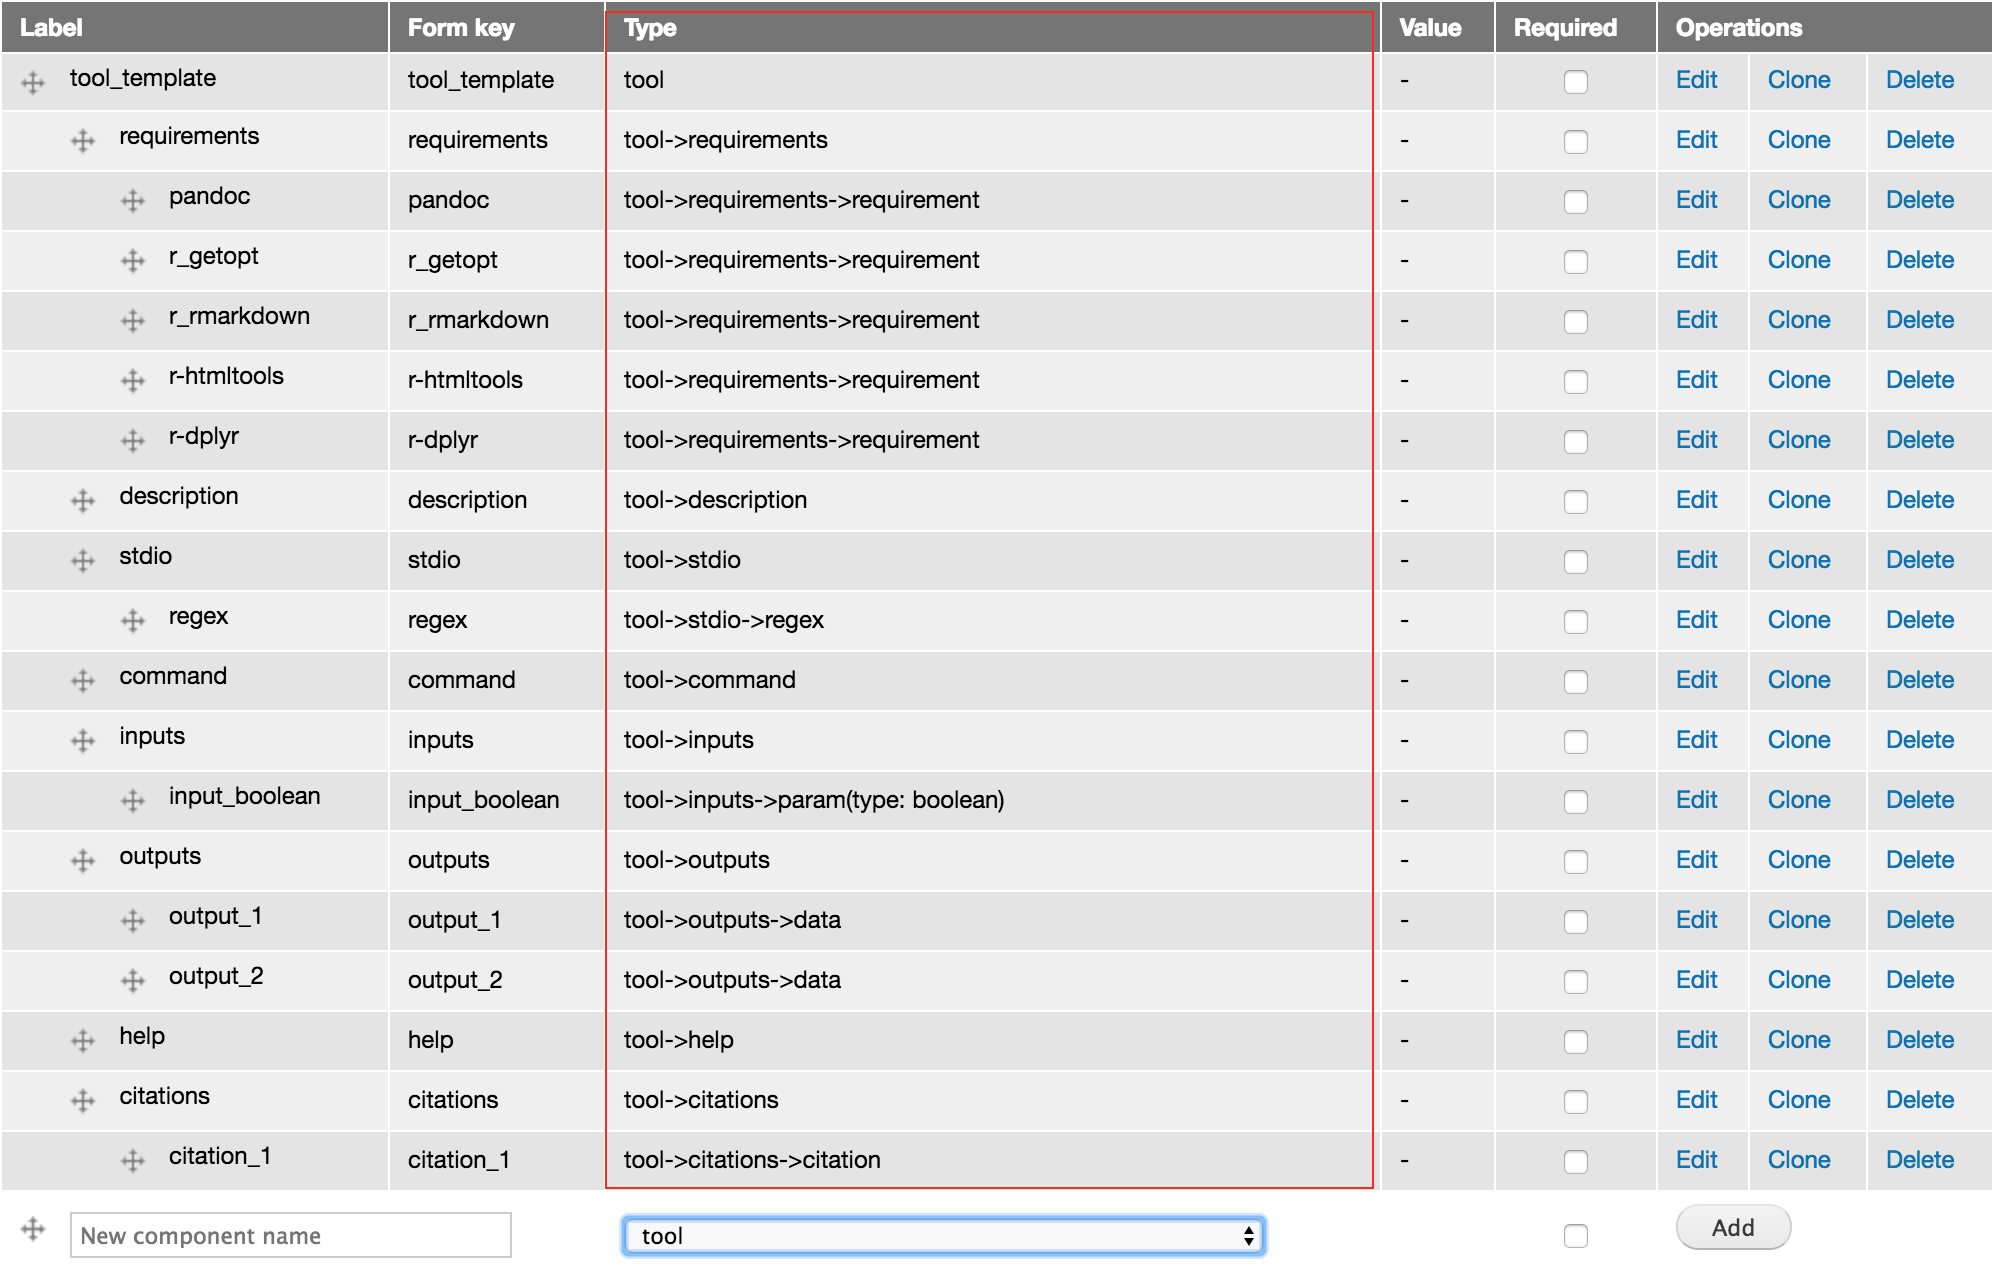 Label Form key Type Value Required Operations
tool_template tool_template tool - Edit Clone Delete
requirements requirements tool->requirements - Edit Clone Delete
pandoc pandoc tool->requirements->requirement - Edit Clone Delete
r_getopt r_getopt tool->requirements->requirement - Edit Clone Delete
r_rmarkdown r_rmarkdown tool->requirements->requirement - Edit Clone Delete
r-htmltools r-htmltools tool->requirements->requirement - Edit Clone Delete
r-dplyr r-dplyr tool->requirements->requirement - Edit Clone Delete
description description tool->description - Edit Clone Delete
stdio stdio tool->stdio - Edit Clone Delete
regex regex tool->stdio->regex - Edit Clone Delete
command command tool->command - Edit Clone Delete
inputs inputs tool->inputs - Edit Clone Delete
input_boolean input_boolean tool->inputs->param(type: boolean) - Edit Clone Delete
outputs outputs tool->outputs - Edit Clone Delete
output_1 output_1 tool->outputs->data - Edit Clone Delete
output_2 output_2 tool->outputs->data - Edit Clone Delete
help help tool->help - Edit Clone Delete
citations citations tool->citations - Edit Clone Delete
citation_1 citation_1 tool->citations->citation - Edit Clone Delete
New component name tool Add